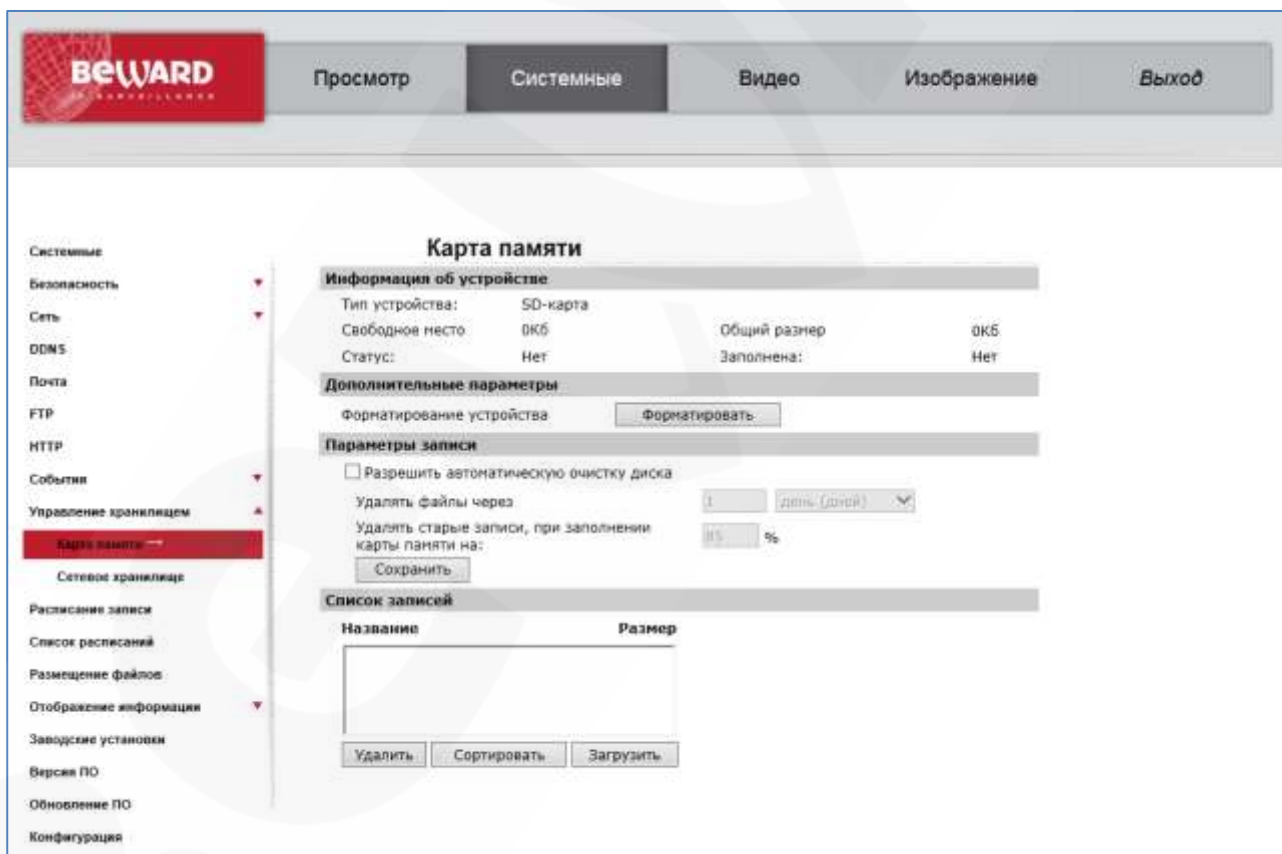 BEWARD
Просмотр
Системные
Видео
Изображение
Выход
Системные
Безопасность
Сеть
DDNS
Почта
FTP
HTTP
События
Управление хранилищем
Карта памяти
Сетевое хранилище
Расписание записи
Список расписаний
Размещение файлов
Отображение информации
Заводские установки
Версия ПО
Обновление ПО
Конфигурация
Карта памяти
Информация об устройстве
Тип устройства: SD-карта
Свободное место 0Кб Общий размер 0Кб
Статус: Нет Заполнена: Нет
Дополнительные параметры
Форматирование устройства Форматировать
Параметры записи
Разрешить автоматическую очистку диска
Удалять файлы через 1 день (дней)
Удалять старые записи, при заполнении
карты памяти на: 85 %
Сохранить
Список записей
Название Размер
Удалить Сортировать Загрузить